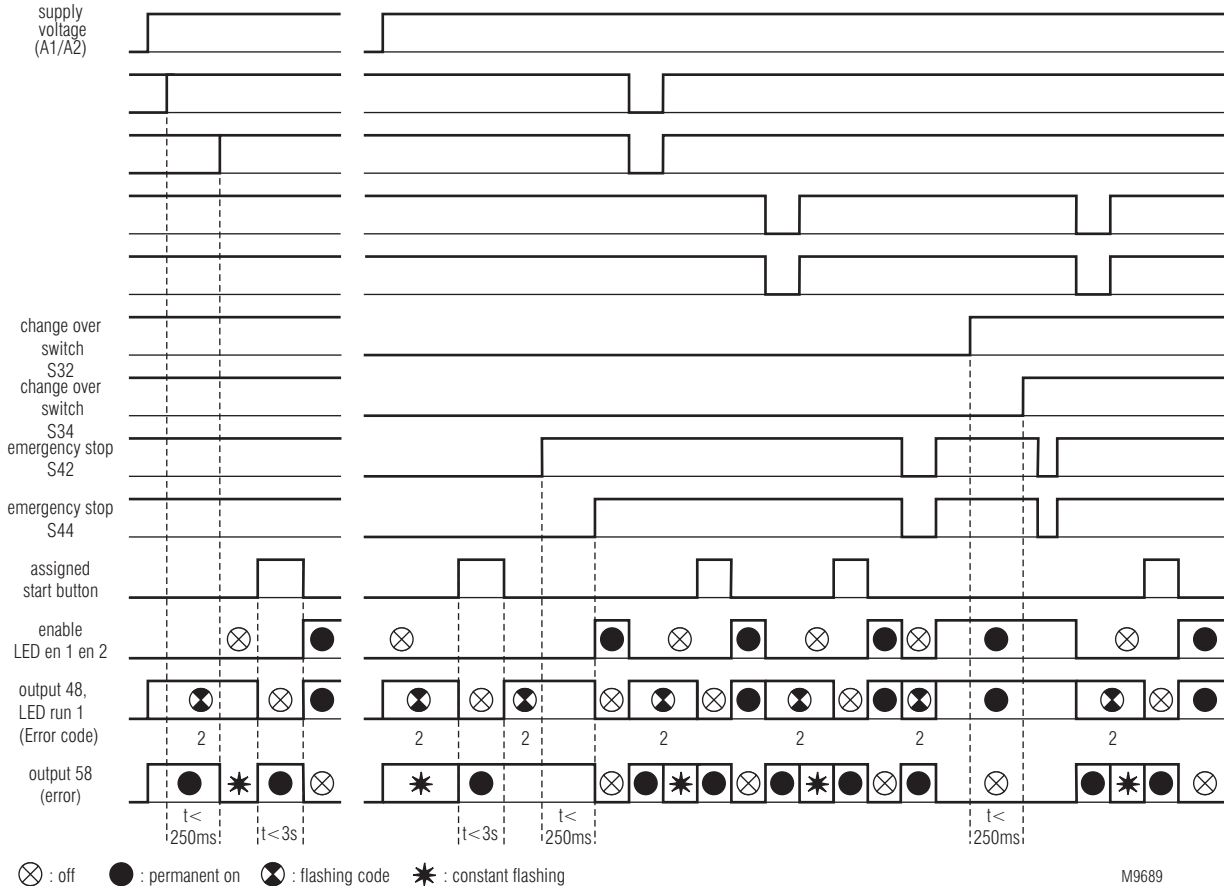 supply
voltage
(A1/A2)
change over
switch
S32
change over
switch
S34
emergency stop
S42
emergency stop
S44
assigned
start button
enable
LED en 1 en 2
output 48,
LED run 1
(Error code)
2 2 2 2 2 2 2
output 58
(error)
t<
250ms
t<3s
t<3s
t<
250ms
t<
250ms
: off : permanent on : flashing code : constant flashing
M9689